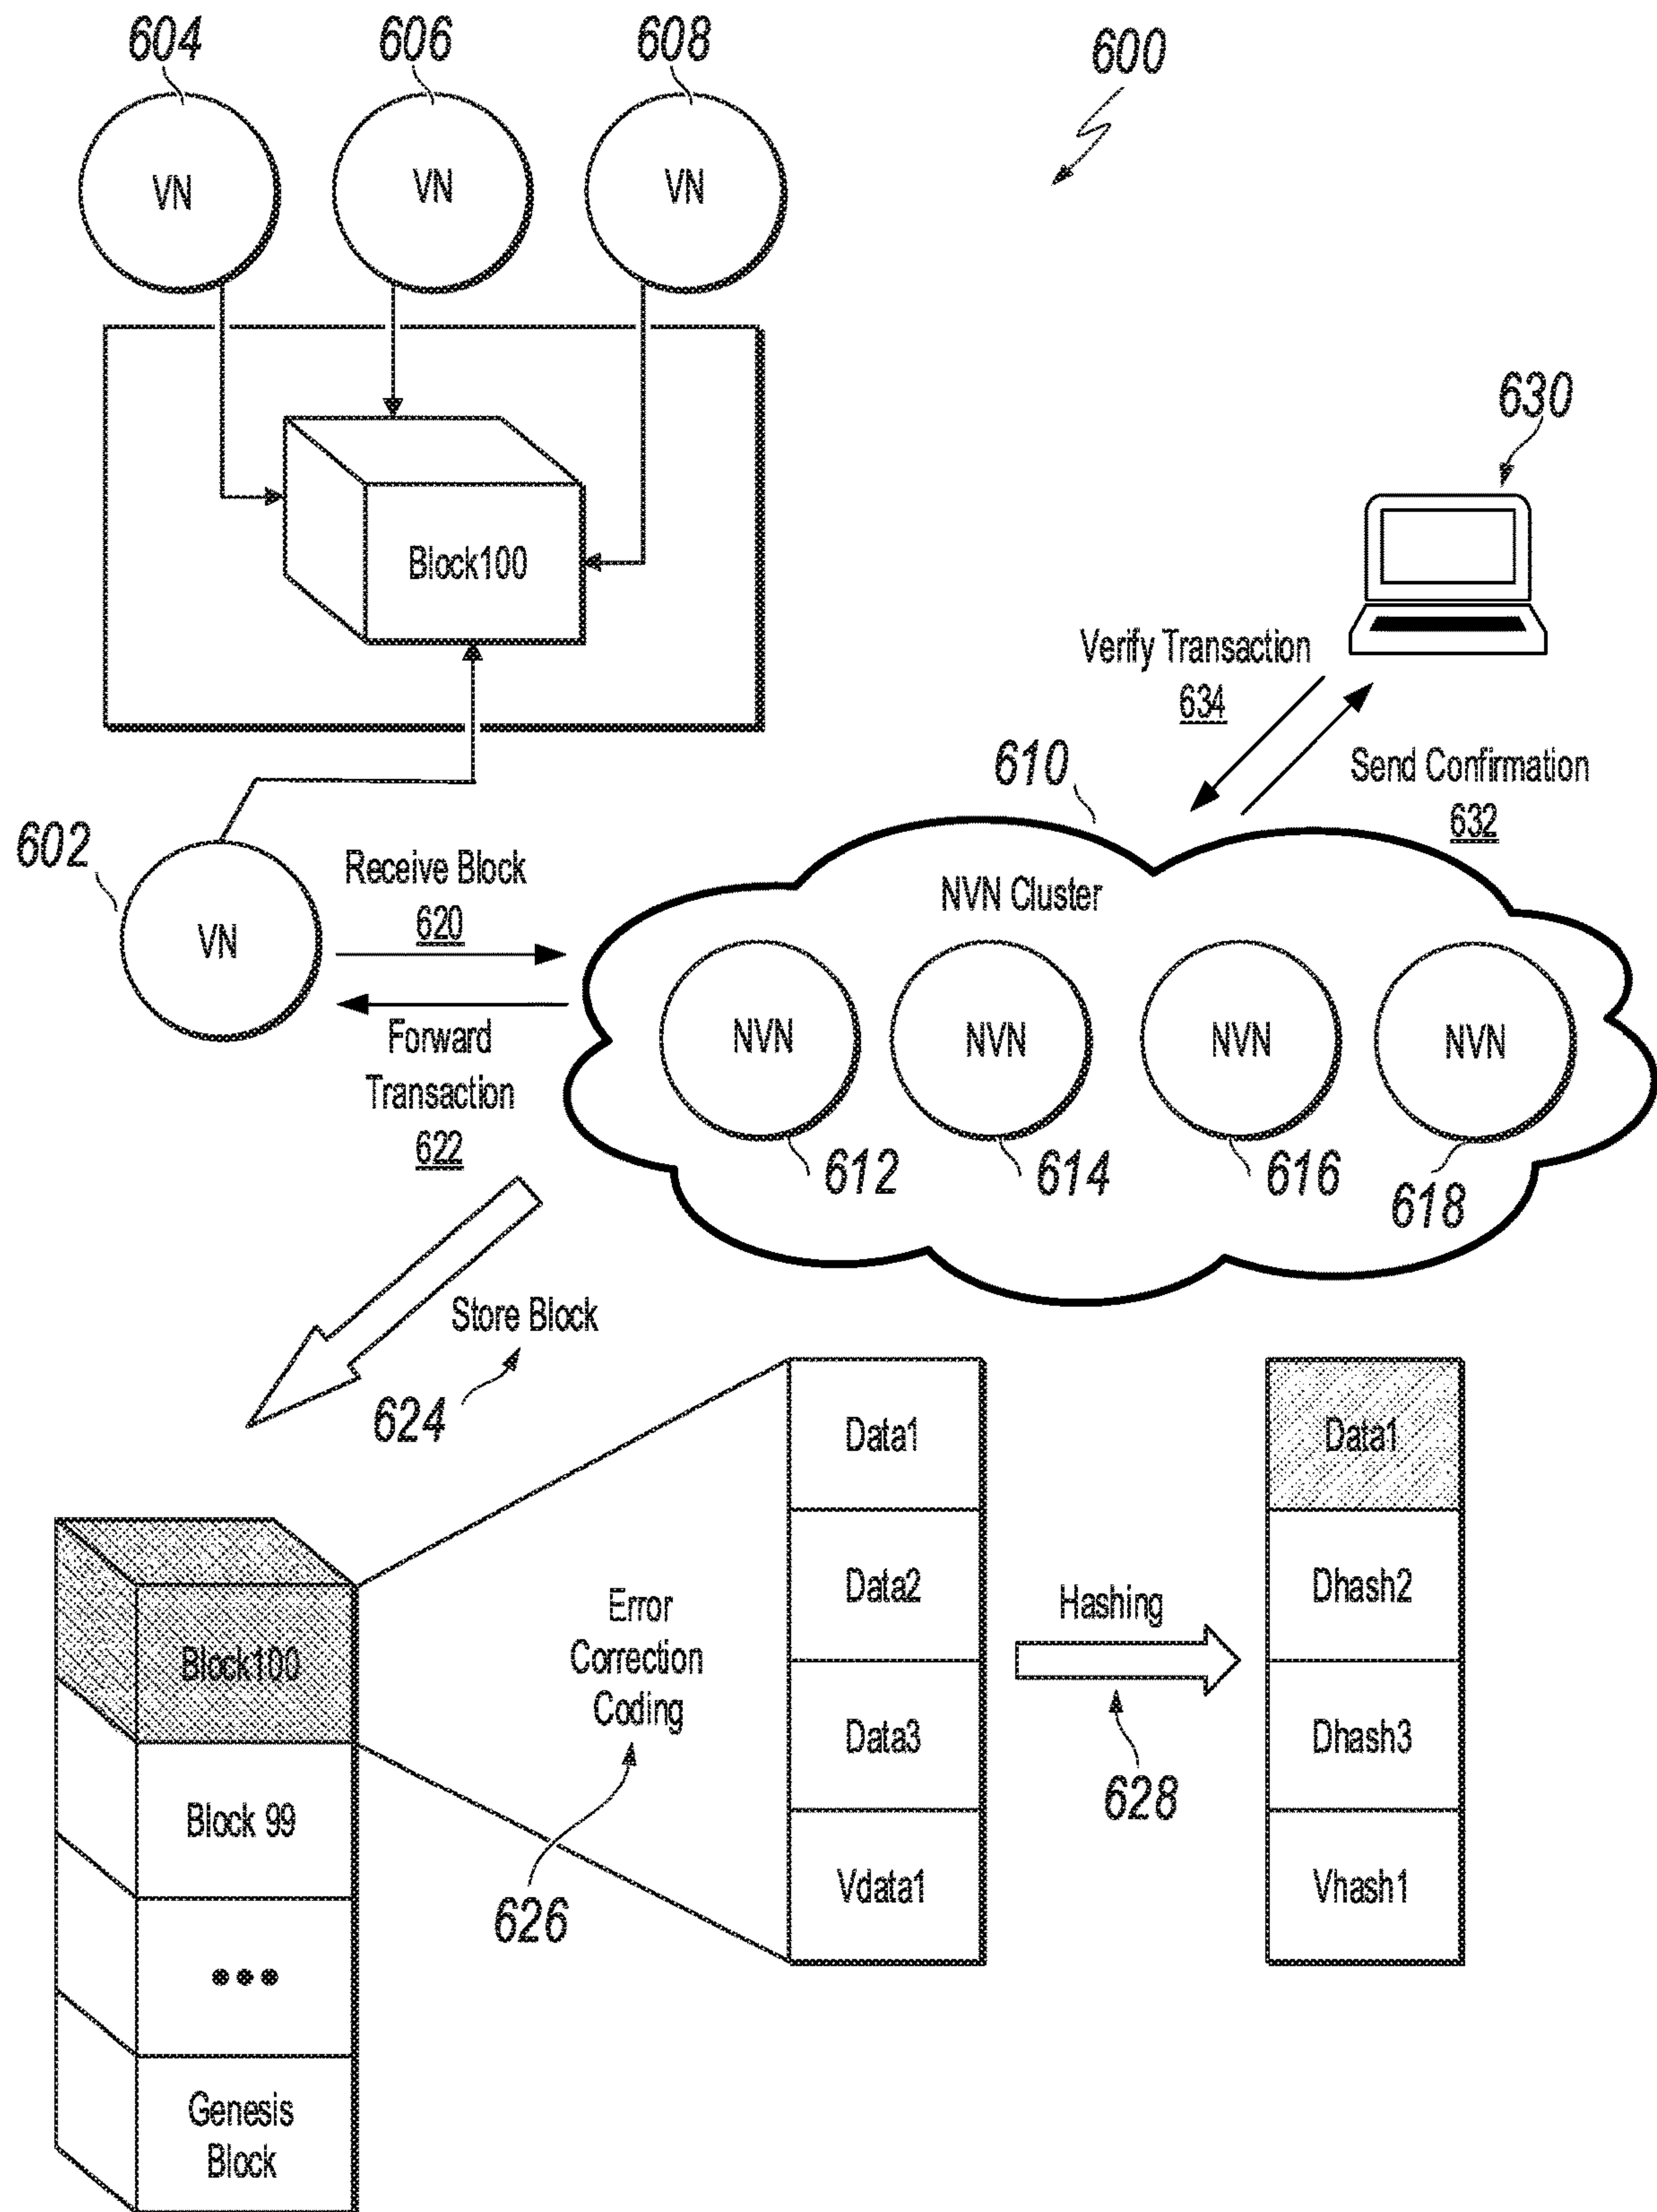 604
606
608
600
VN
VN
VN
Block100
630
Verify Transaction
634
Send Confirmation
632
610
602
VN
Receive Block
620
Forward
Transaction
622
NVN Cluster
NVN
NVN
NVN
NVN
612
614
616
618
Store Block
624
Block100
Block 99
•••
Genesis
Block
Error
Correction
Coding
626
Data1
Data2
Data3
Vdata1
Hashing
628
Data1
Dhash2
Dhash3
Vhash1